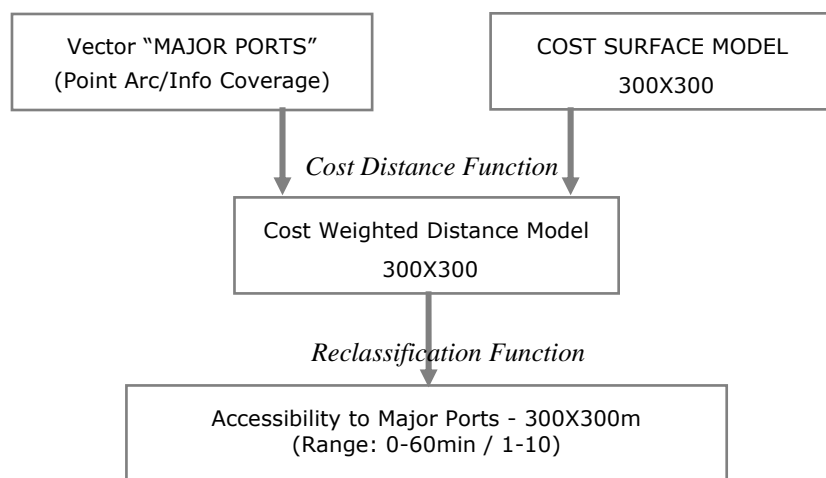 Vector “MAJOR PORTS”
(Point Arc/Info Coverage)
COST SURFACE MODEL
300X300
Cost Distance Function
Cost Weighted Distance Model
300X300
Reclassification Function
Accessibility to Major Ports - 300X300m
(Range: 0-60min / 1-10)